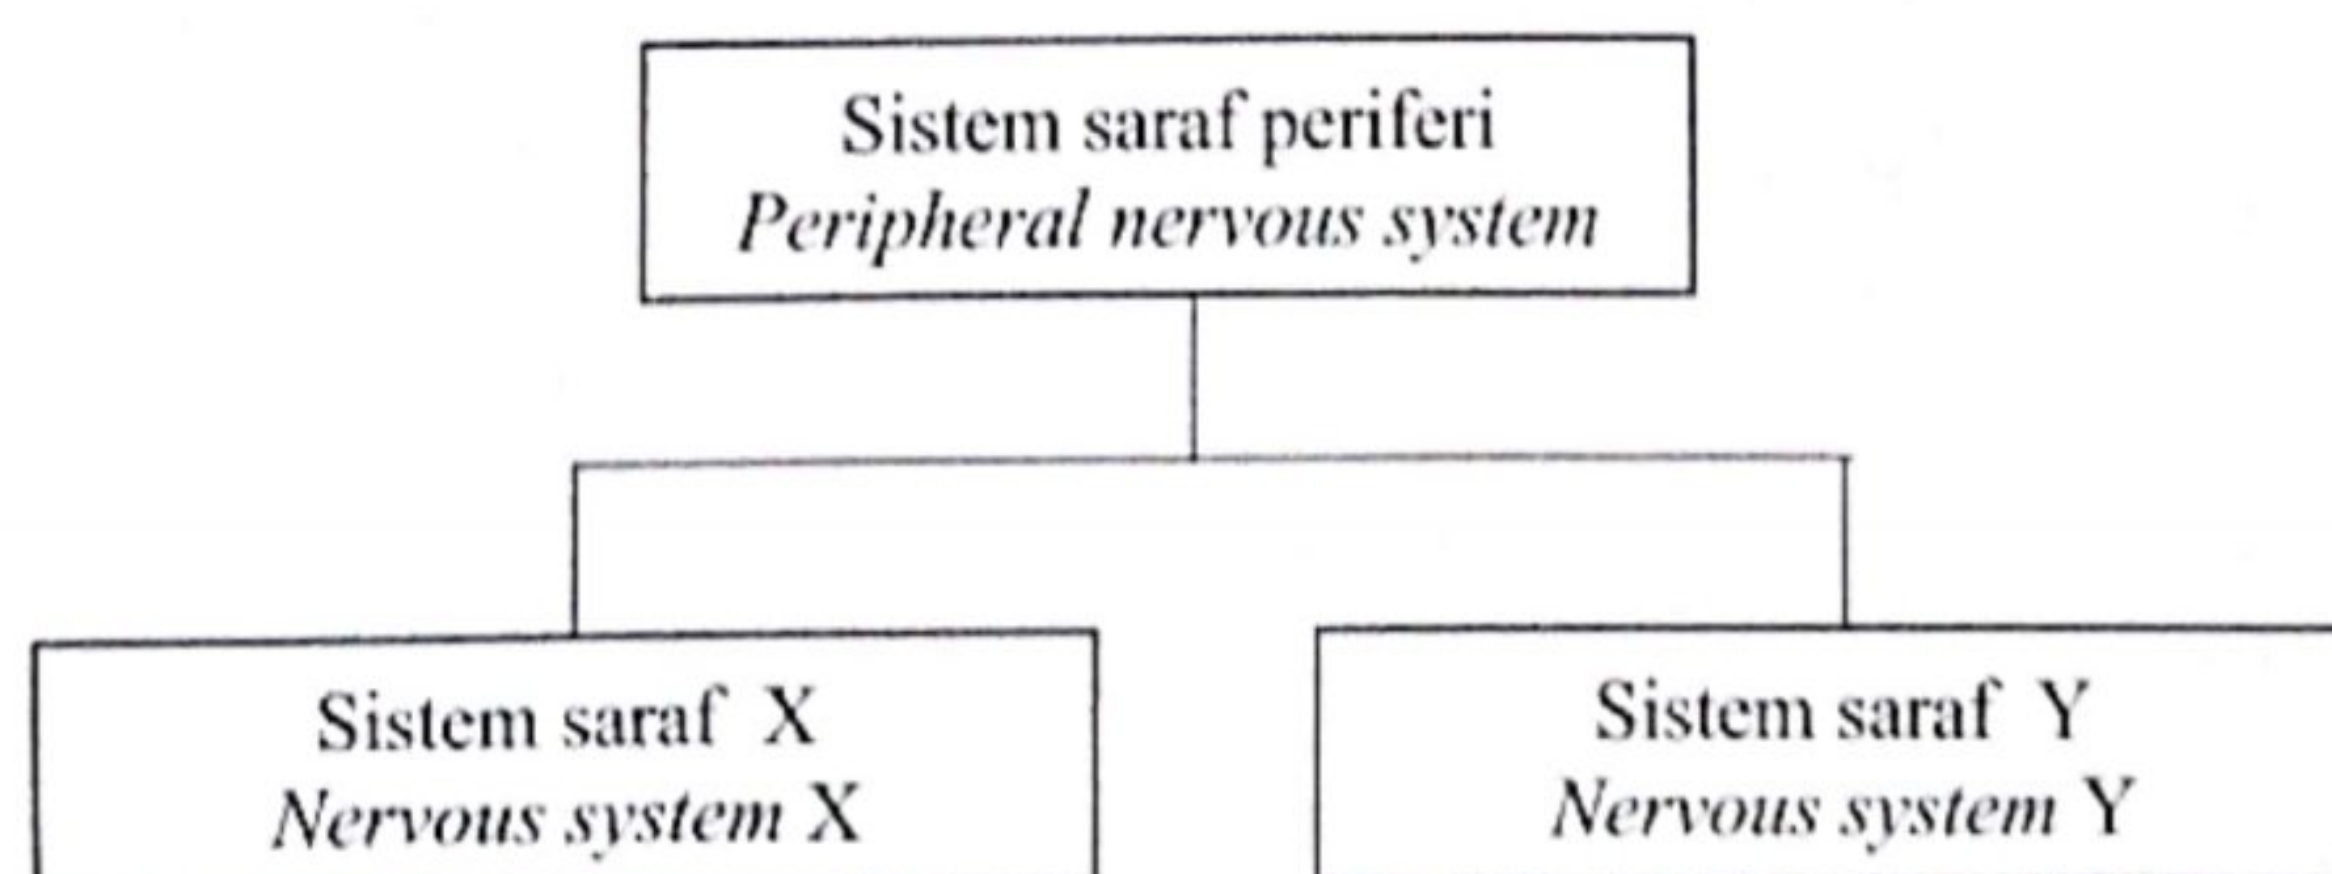 Sistem saraf periferi
Peripheral nervous system
Sistem saraf X
Nervous system X
Sistem saraf Y
Nervous system Y